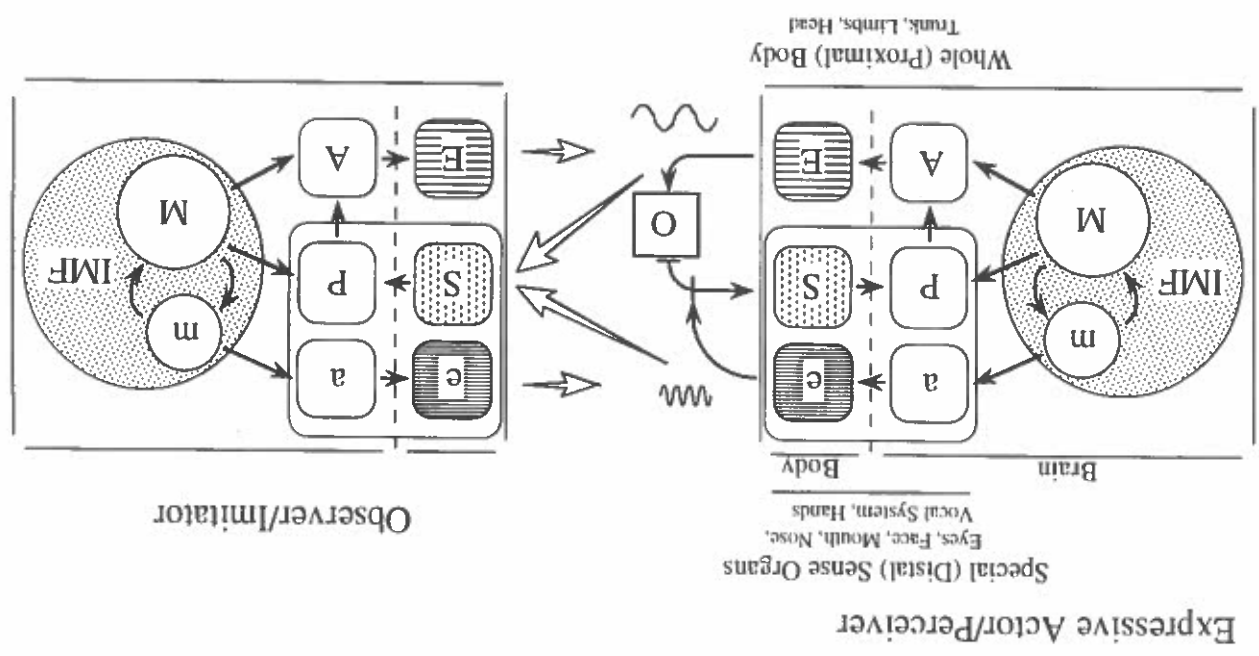 Expressive Actor/Perceiver
Special (Distal) Sense Organs
Eyes, Face, Mouth, Nose,
Vocal System, Hands
Observer/Imitator
Brain
Body
IMF
m
M
a
P
A
e
S
E
O
e
S
E
a
P
A
m
M
IMF
Whole (Proximal) Body
Trunk, Limbs, Head